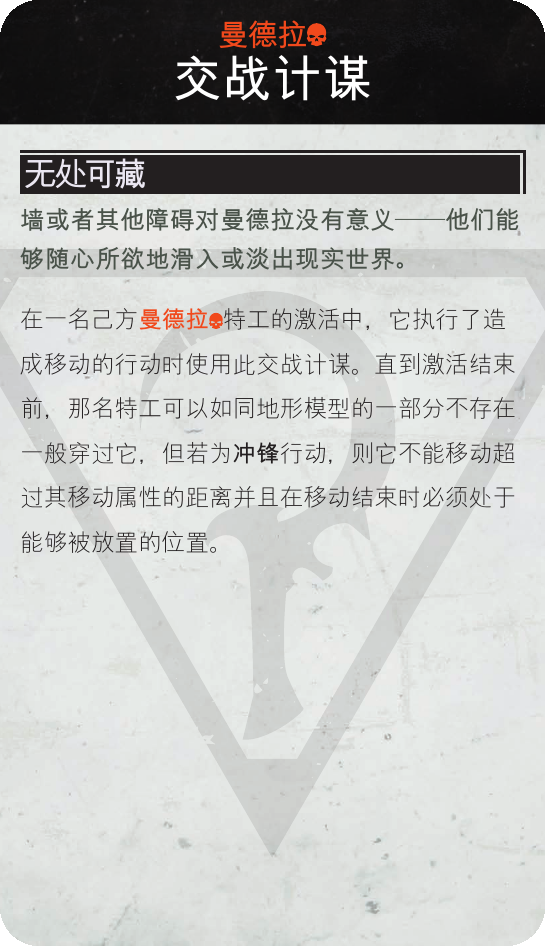 曼德拉
交战计谋
无处可藏
墙或者其他障碍对曼德拉没有意义——他们能
够随心所欲地滑入或淡出现实世界。
在一名己方曼德拉特工的激活中，它执行了造
成移动的行动时使用此交战计谋。直到激活结束
前，那名特工可以如同地形模型的一部分不存在
一般穿过它，但若为冲锋行动，则它不能移动超
过其移动属性的距离并且在移动结束时必须处于
能够被放置的位置。